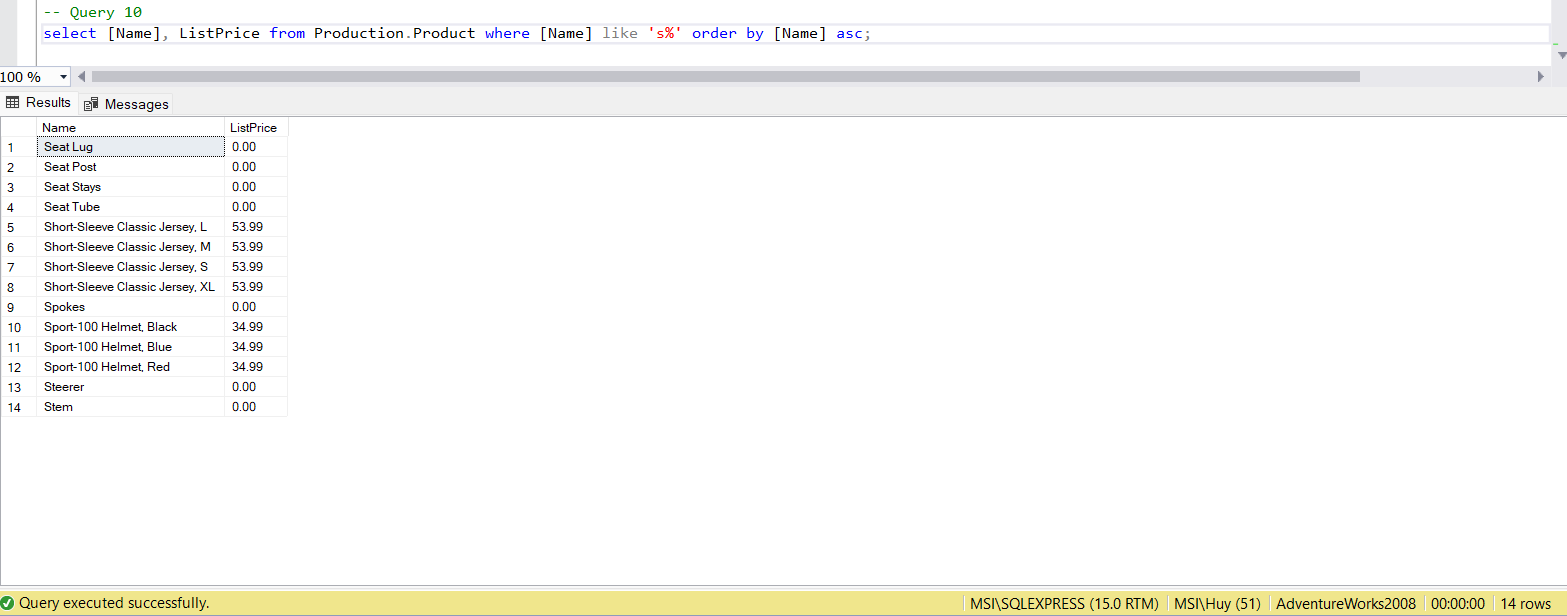 -- Query 10
select [Name], ListPrice from Production.Product where [Name] like 's%' order by [Name] asc;
100 %
Results Messages
Name ListPrice
1 Seat Lug 0.00
2 Seat Post 0.00
3 Seat Stays 0.00
4 Seat Tube 0.00
5 Short-Sleeve Classic Jersey, L 53.99
6 Short-Sleeve Classic Jersey, M 53.99
7 Short-Sleeve Classic Jersey, S 53.99
8 Short-Sleeve Classic Jersey, XL 53.99
9 Spokes 0.00
10 Sport-100 Helmet, Black 34.99
11 Sport-100 Helmet, Blue 34.99
12 Sport-100 Helmet, Red 34.99
13 Steerer 0.00
14 Stem 0.00
Query executed successfully. MSI\SQLEXPRESS (15.0 RTM) MSI\Huy (51) AdventureWorks2008 00:00:00 14 rows